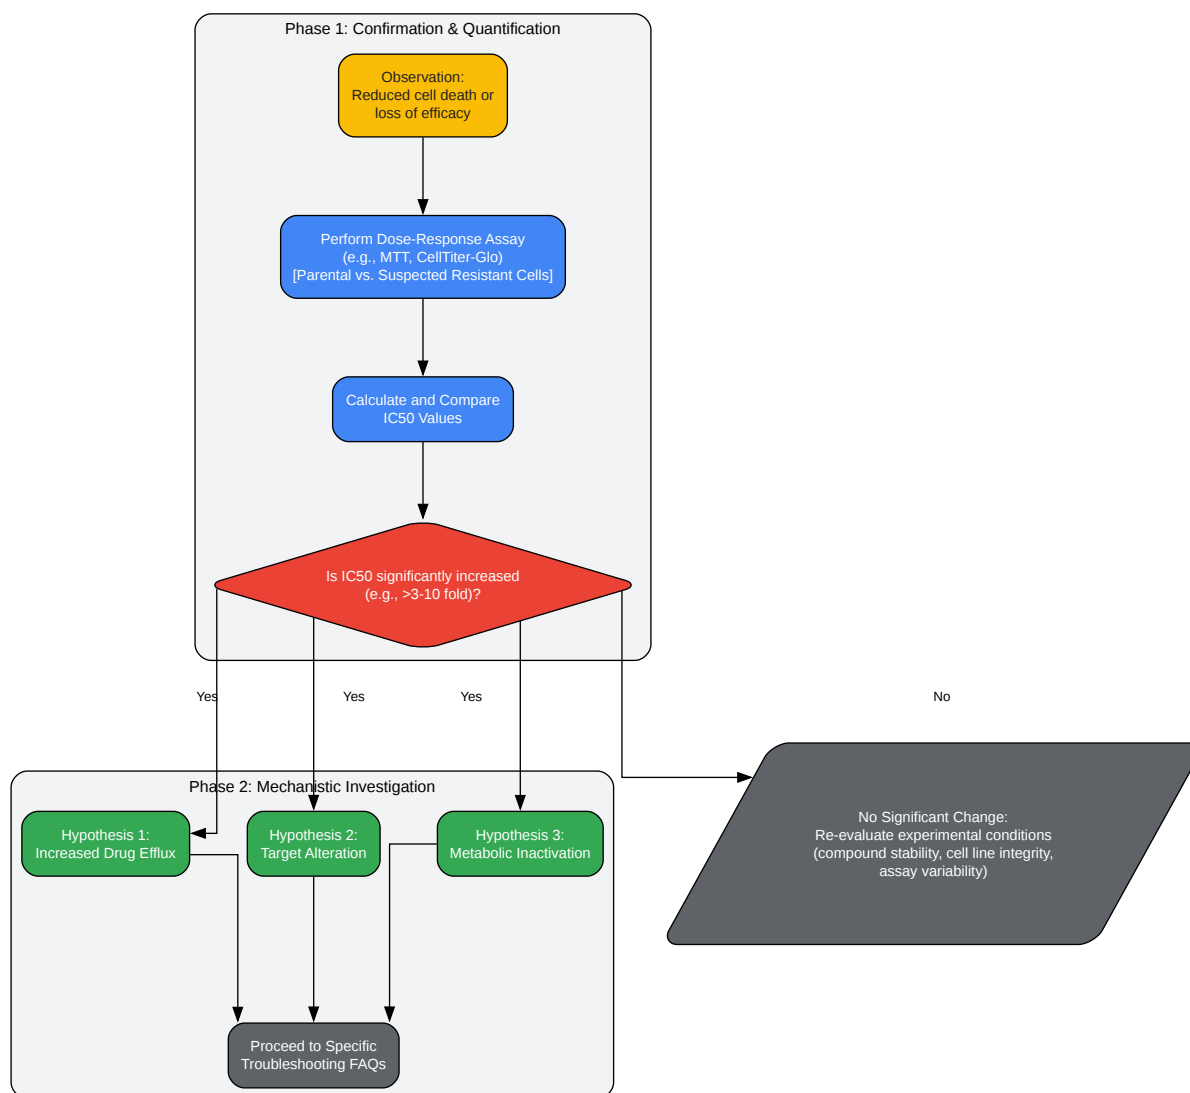 Phase 1: Confirmation & Quantification
Observation:
Reduced cell death or
loss of efficacy
Perform Dose-Response Assay
(e.g., MTT, CellTiter-Glo)
[Parental vs. Suspected Resistant Cells]
Calculate and Compare
IC50 Values
Is IC50 significantly increased
(e.g., >3-10 fold)?
Yes
Yes
Yes
No
Phase 2: Mechanistic Investigation
Hypothesis 1:
Increased Drug Efflux
Hypothesis 2:
Target Alteration
Hypothesis 3:
Metabolic Inactivation
No Significant Change:
Re-evaluate experimental conditions
(compound stability, cell line integrity,
assay variability)
Proceed to Specific
Troubleshooting FAQs